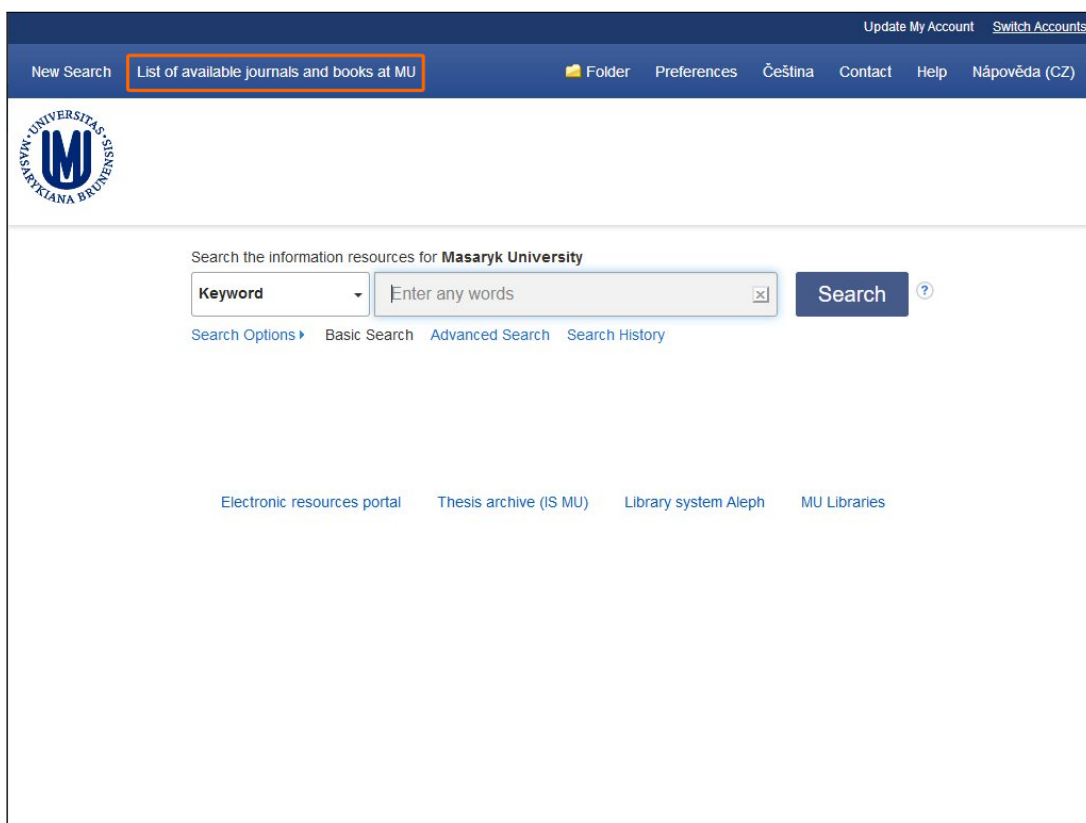 Update My Account Switch Accounts
New Search List of available journals and books at MU Folder Preferences Čeština Contact Help Nápověda (CZ)
UNIVERSITAS MASARYKIANA BRUNENSIS
MU
Search the information resources for Masaryk University
Keyword Enter any words Search ?
Search Options Basic Search Advanced Search Search History
Electronic resources portal Thesis archive (IS MU) Library system Aleph MU Libraries